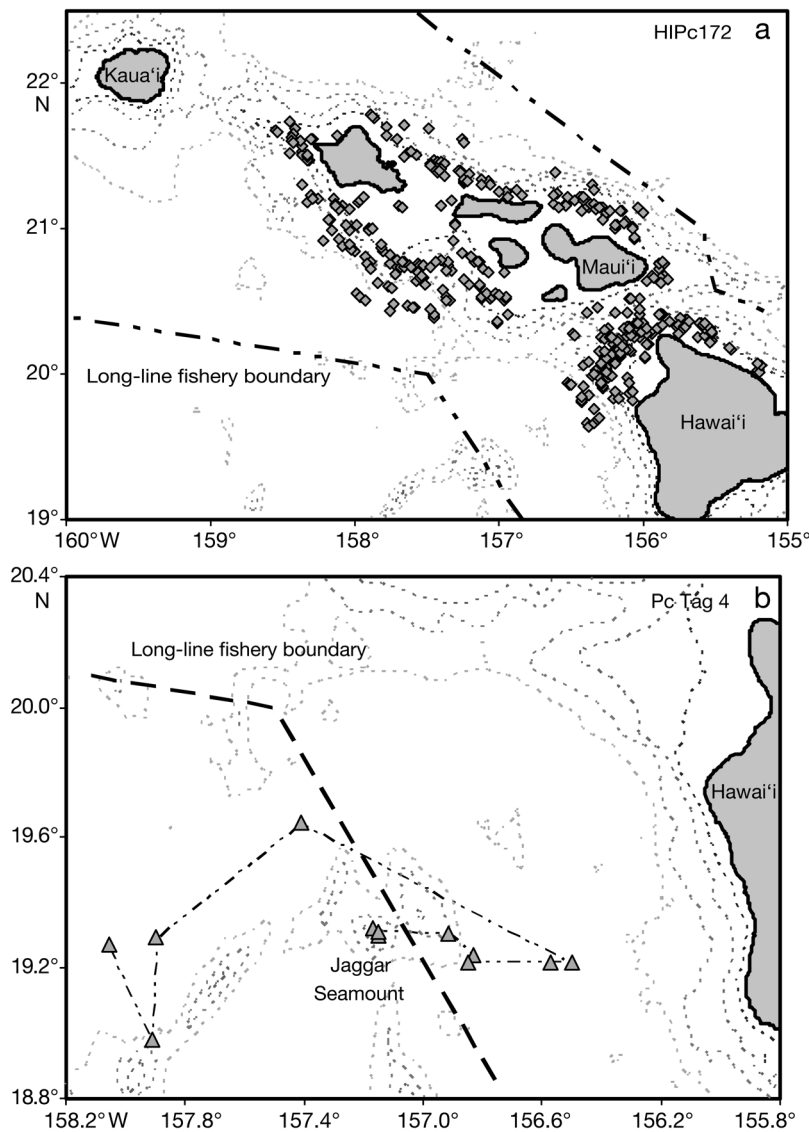 HIPc172 a
Kaua‘i
22°
N
21°
Maui‘i
20°
Long-line fishery boundary
Hawai‘i
19°
160°W 159° 158° 157° 156° 155°
20.4°
N
Pc Tag 4 b
Long-line fishery boundary
20.0°
Hawai‘i
19.6°
19.2°
Jaggar
Seamount
18.8°
158.2°W 157.8° 157.4° 157.0° 156.6° 156.2° 155.8°